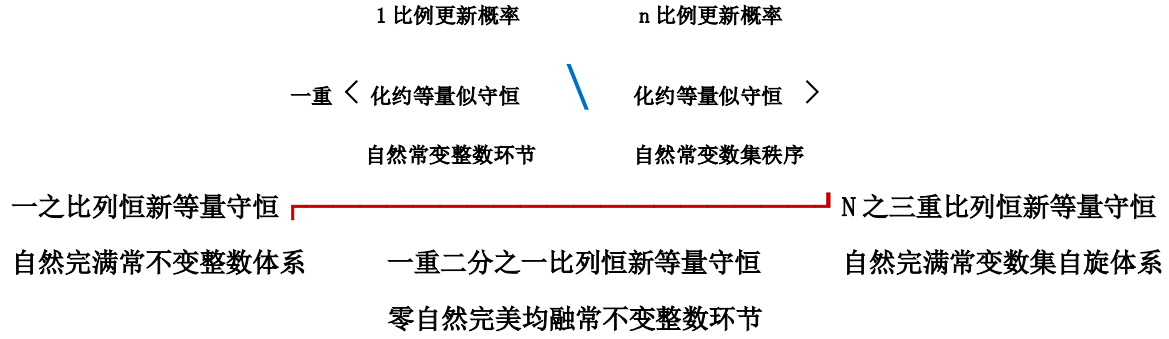 1 比例更新概率 n 比例更新概率
一重 < 化约等量似守恒 \ 化约等量似守恒 >
自然常变整数环节 自然常变数集秩序
一之比列恒新等量守恒 N 之三重比列恒新等量守恒
自然完满常不变整数体系 一重二分之一比列恒新等量守恒 自然完满常变数集自旋体系
零自然完美均融常不变整数环节